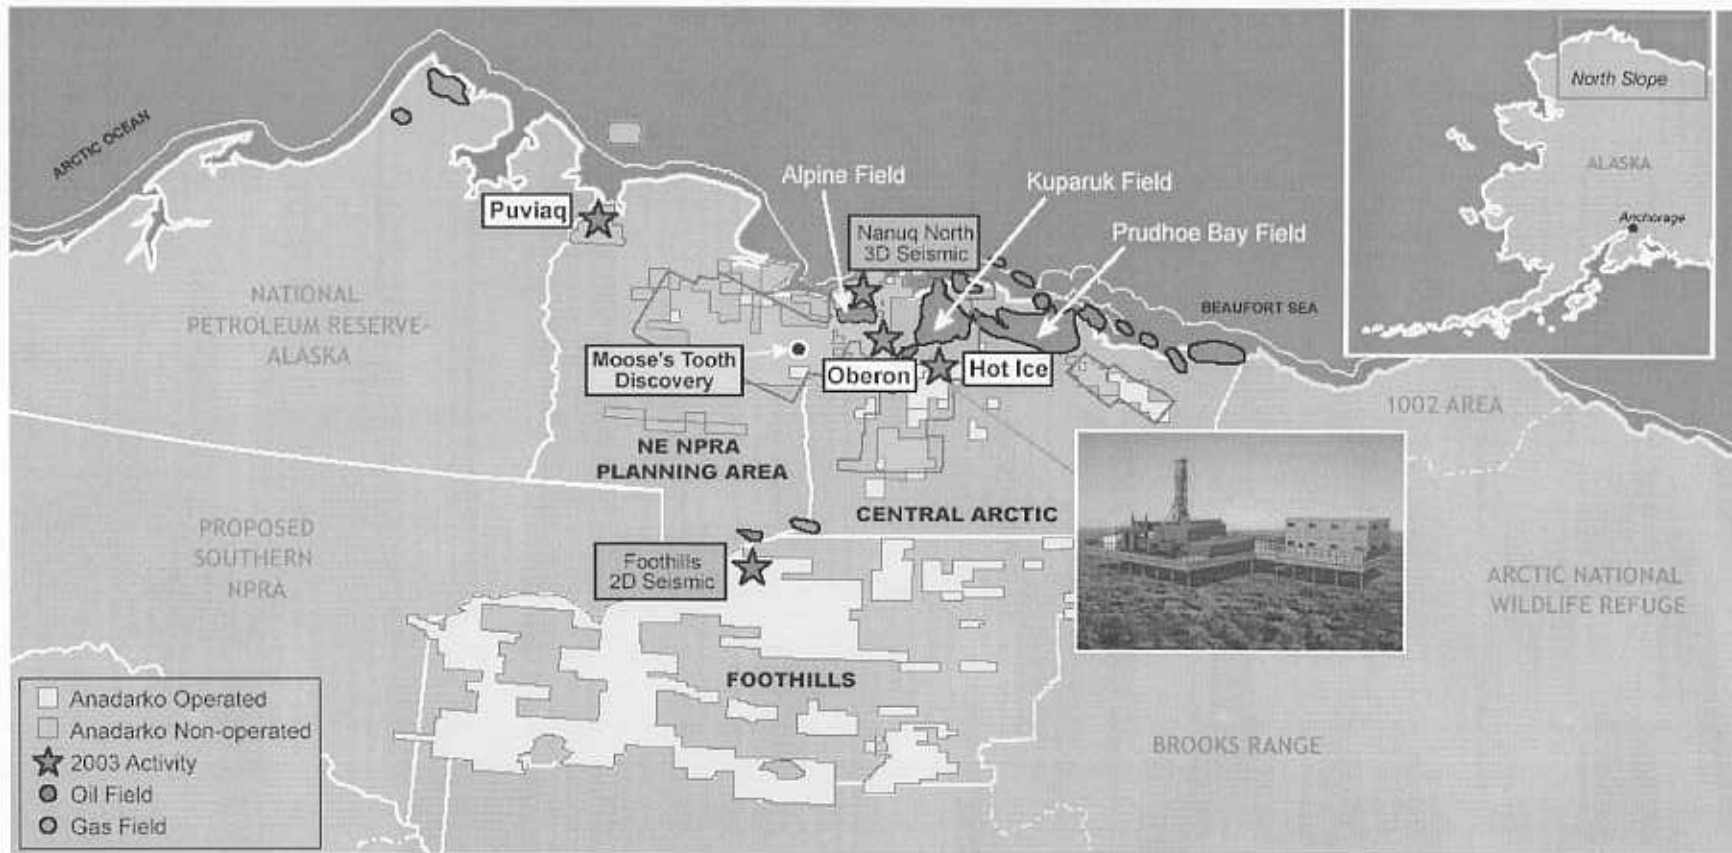 ARCTIC OCEAN
Alpine Field
Kuparuk Field
Prudhoe Bay Field
Puviaq
Nanuq North
3D Seismic
NATIONAL
PETROLEUM RESERVE-
ALASKA
BEAUFORT SEA
Moose's Tooth
Discovery
Oberon
Hot Ice
NE NPRA
PLANNING AREA
CENTRAL ARCTIC
1002 AREA
PROPOSED
SOUTHERN
NPRA
Foothills
2D Seismic
ARCTIC NATIONAL
WILDLIFE REFUGE
FOOTHILLS
BROOKS RANGE
North Slope
ALASKA
Anchorage
Anadarko Operated
Anadarko Non-operated
2003 Activity
Oil Field
Gas Field